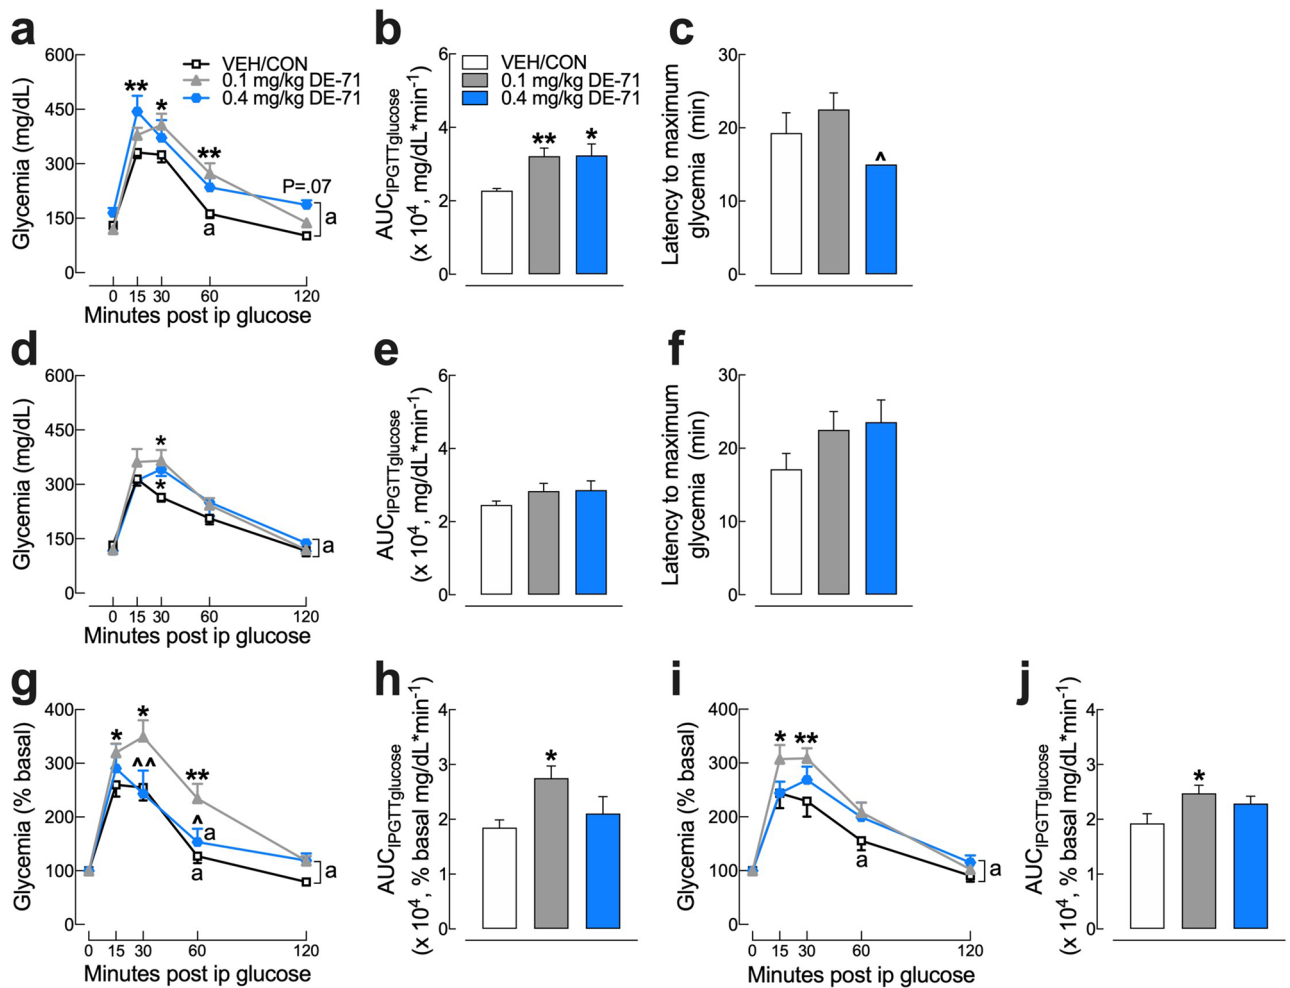 a
Glycemia (mg/dL)
600
450
300
150
0
VEH/CON
0.1 mg/kg DE-71
0.4 mg/kg DE-71
**
*
**
P=.07
a
a
0 15 30 60 120
Minutes post ip glucose
b
AUCIPGTTglucose
(x 10⁴, mg/dL*min⁻¹)
6
4
2
0
VEH/CON
0.1 mg/kg DE-71
0.4 mg/kg DE-71
**
*
c
Latency to maximum
glycemia (min)
30
20
10
0
^
d
Glycemia (mg/dL)
600
450
300
150
0
*
*
a
0 15 30 60 120
Minutes post ip glucose
e
AUCIPGTTglucose
(x 10⁴, mg/dL*min⁻¹)
6
4
2
0
f
Latency to maximum
glycemia (min)
30
20
10
0
g
Glycemia (% basal)
400
300
200
100
0
*
*
^^
**
^
a
a
a
0 15 30 60 120
Minutes post ip glucose
h
AUCIPGTTglucose
(x 10⁴, % basal mg/dL*min⁻¹)
4
3
2
1
0
*
i
Glycemia (% basal)
400
300
200
100
0
*
**
a
a
0 15 30 60 120
Minutes post ip glucose
j
AUCIPGTTglucose
(x 10⁴, % basal mg/dL*min⁻¹)
4
3
2
1
0
*